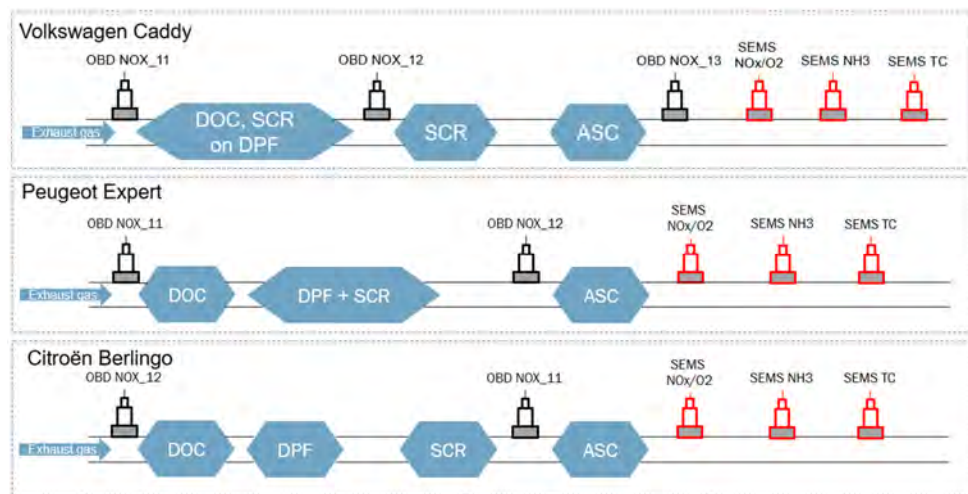 Volkswagen Caddy
OBD NOX_11
OBD NOX_12
OBD NOX_13
SEMS
NOx/O2
SEMS NH3
SEMS TC
Exhaust gas
DOC, SCR
on DPF
SCR
ASC
Peugeot Expert
OBD NOX_11
OBD NOX_12
SEMS
NOx/O2
SEMS NH3
SEMS TC
Exhaust gas
DOC
DPF + SCR
ASC
Citroën Berlingo
OBD NOX_12
OBD NOX_11
SEMS
NOx/O2
SEMS NH3
SEMS TC
Exhaust gas
DOC
DPF
SCR
ASC